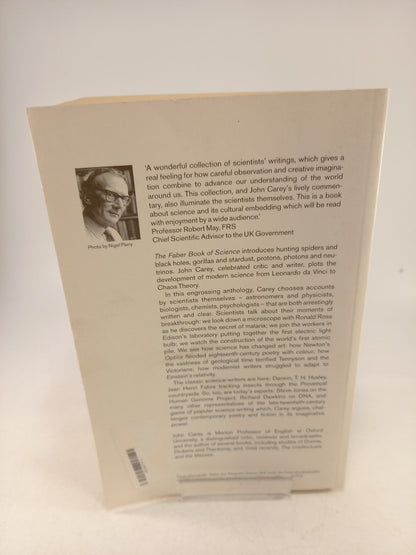 'A wonderful collection of scientists' writings, which gives a
real feeling for how careful observation and creative imagina-
tion combine to advance our understanding of the world
around us. This collection, and John Carey's lively comment-
ary, also illuminate the scientists themselves. This is a book
about science and its cultural embedding which will be read
with enjoyment by a wide audience.'
Professor Robert May, FRS
Chief Scientific Advisor to the UK Government
Photo by Nigel Parry
The Faber Book of Science introduces hunting spiders and
black holes, gorillas and stardust, protons, photons and neu-
trinos. John Carey, celebrated critic and writer, plots the
development of modern science from Leonardo da Vinci to
Chaos Theory.
In this engrossing anthology, Carey chooses accounts
by scientists themselves – astronomers and physicists,
biologists, chemists, psychologists – that are both arrestingly
written and clear. Scientists talk about their moments of
breakthrough: we look down a microscope with Ronald Ross
as he discovers the secret of malaria; we join the workers in
Edison's laboratory putting together the first electric light
bulb; we watch the construction of the world's first atomic
pile. We see how science has changed art: how Newton's
Optics flooded eighteenth-century poetry with colour; how
the vastness of geological time terrified Tennyson and the
Victorians; how modernist writers struggled to adapt to
Einstein's relativity.
The classic science-writers are here: Darwin, T. H. Huxley,
Jean Henri Fabre tracking insects through the Provencal
countryside. So, too, are today's experts: Steve Jones on the
Human Genome Project, Richard Dawkins on DNA, and
many other representatives of the late-twentieth-century
genre of popular science-writing which, Carey argues, chal-
lenges contemporary poetry and fiction in its imaginative
power.
John Carey is Merton Professor of English at Oxford
University, a distinguished critic, reviewer and broadcaster,
and the author of several books, including studies of Donne,
Dickens and Thackeray, and, most recently, The Intellectuals
and the Masses.